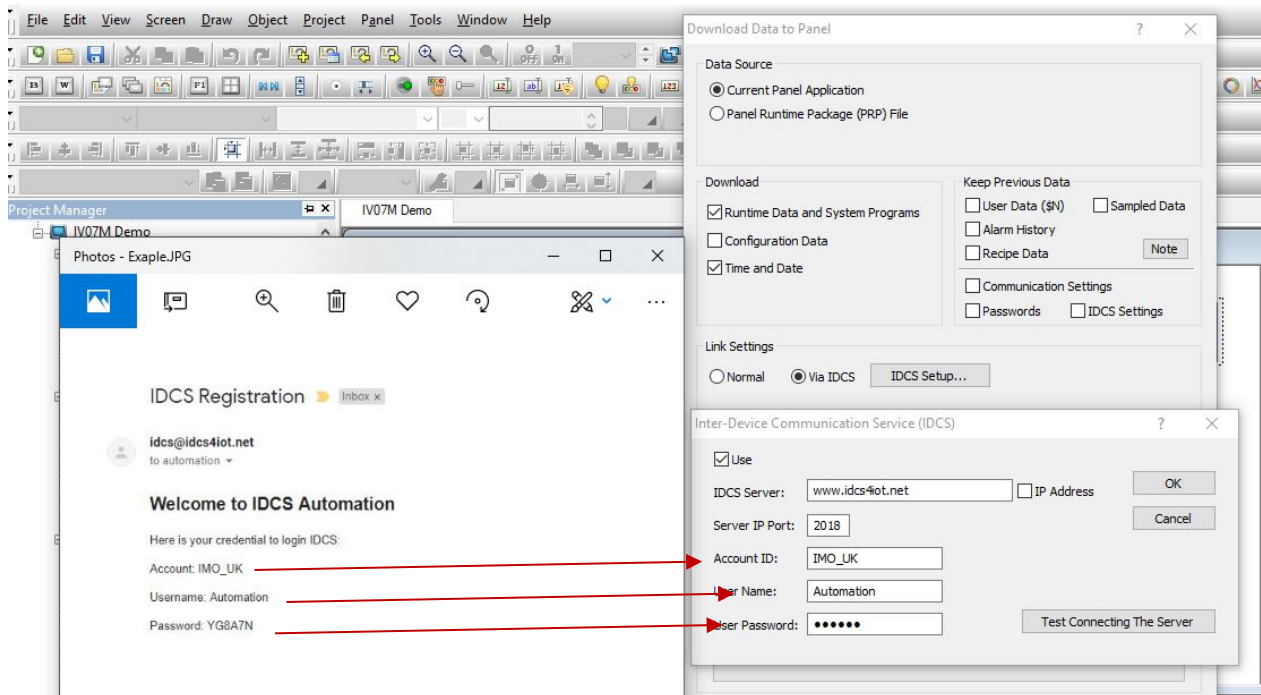 File Edit View Screen Draw Object Project Panel Tools Window Help
Project Manager
IV07M Demo
IV07M Demo
Photos - Exaple.JPG
IDCS Registration Inbox x
idcs@idcs4iot.net
to automation
Welcome to IDCS Automation
Here is your credential to login IDCS:
Account: IMO_UK
Username: Automation
Password: YG8A7N
Download Data to Panel
Data Source
Current Panel Application
Panel Runtime Package (PRP) File
Download
Runtime Data and System Programs
Configuration Data
Time and Date
Keep Previous Data
User Data ($N) Sampled Data
Alarm History
Recipe Data Note
Communication Settings
Passwords IDCS Settings
Link Settings
Normal Via IDCS IDCS Setup...
Inter-Device Communication Service (IDCS)
Use
IDCS Server: www.idcs4iot.net IP Address OK
Server IP Port: 2018 Cancel
Account ID: IMO_UK
User Name: Automation
User Password: ●●●●●● Test Connecting The Server